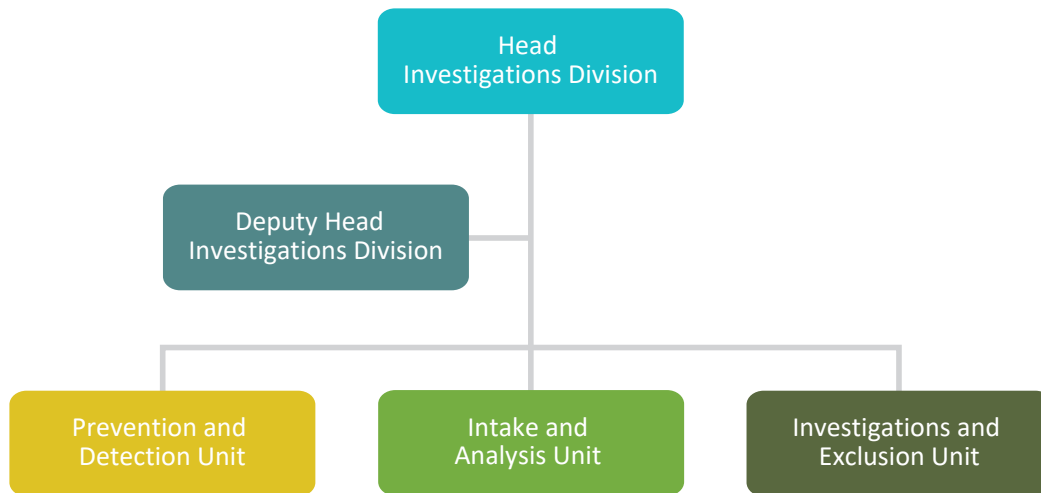 Head
Investigations Division
Deputy Head
Investigations Division
Prevention and
Detection Unit
Intake and
Analysis Unit
Investigations and
Exclusion Unit